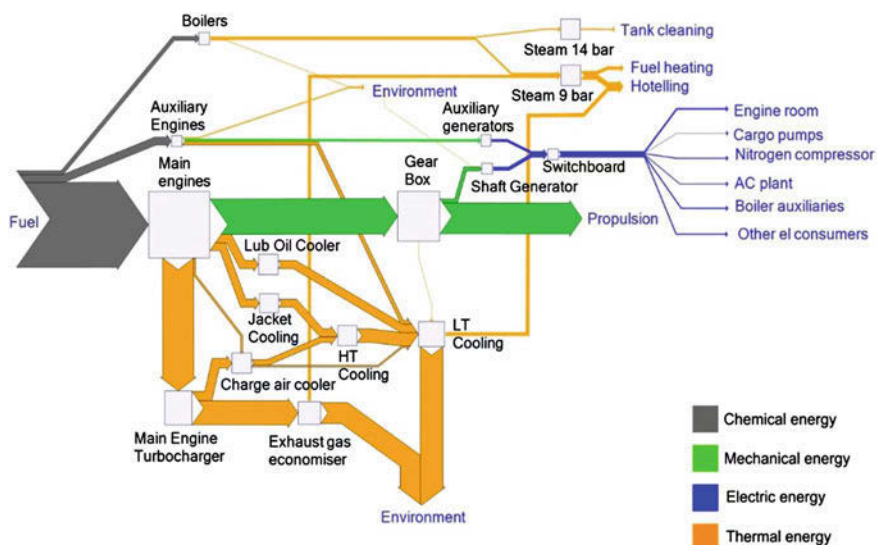 Boilers
Tank cleaning
Steam 14 bar
Fuel heating
Steam 9 bar
Hotelling
Environment
Auxiliary
Engines
Auxiliary
generators
Engine room
Cargo pumps
Switchboard
Nitrogen compressor
Main
engines
Gear
Box
Shaft Generator
AC plant
Boiler auxiliaries
Fuel
Propulsion
Other el consumers
Lub Oil Cooler
Jacket
Cooling
HT
Cooling
LT
Cooling
Charge air cooler
Main Engine
Turbocharger
Exhaust gas
economiser
Environment
Chemical energy
Mechanical energy
Electric energy
Thermal energy